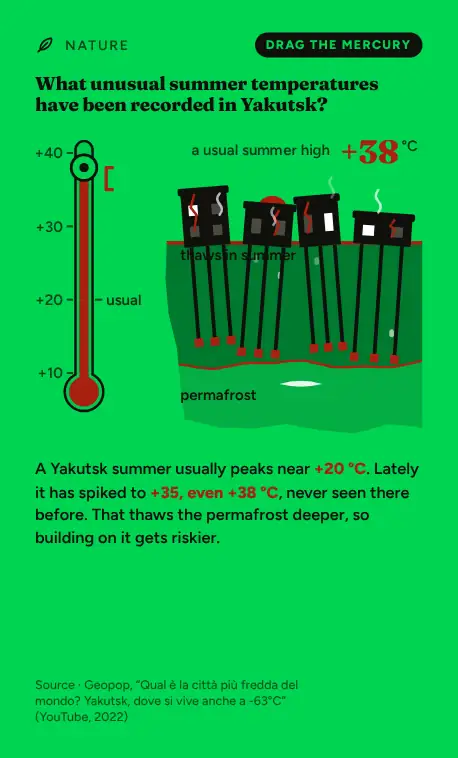 NATURE
DRAG THE MERCURY
What unusual summer temperatures
have been recorded in Yakutsk?
a usual summer high +38 °C
+40
+30
thaws in summer
+20
usual
+10
permafrost
A Yakutsk summer usually peaks near +20 °C. Lately
it has spiked to +35, even +38 °C, never seen there
before. That thaws the permafrost deeper, so
building on it gets riskier.
Source · Geopop, “Qual è la città più fredda del
mondo? Yakutsk, dove si vive anche a -63°C”
(YouTube, 2022)